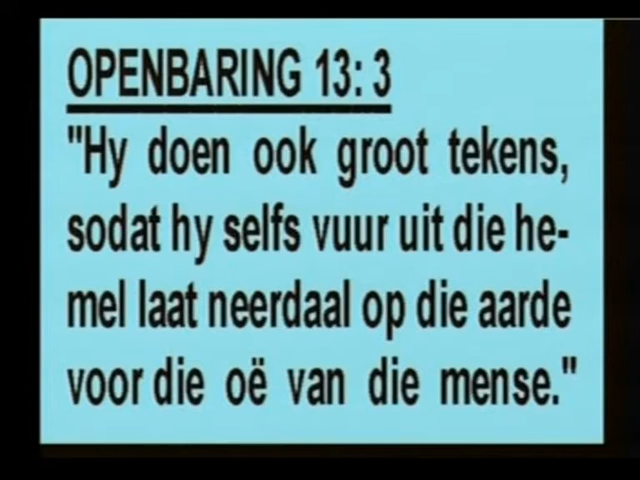 OPENBARING 13: 3
"Hy doen ook groot tekens,
sodat hy selfs vuur uit die he-
mel laat neerdaal op die aarde
voor die oë van die mense."